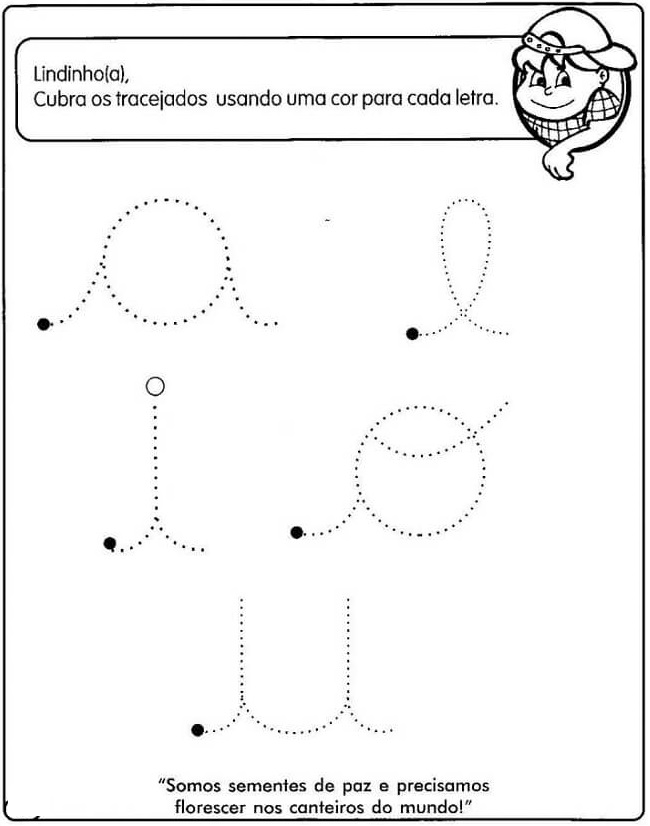 Lindinho(a),
Cubra os tracejados usando uma cor para cada letra.
a
e
i
o
u
“Somos sementes de paz e precisamos
florescer nos canteiros do mundo!”